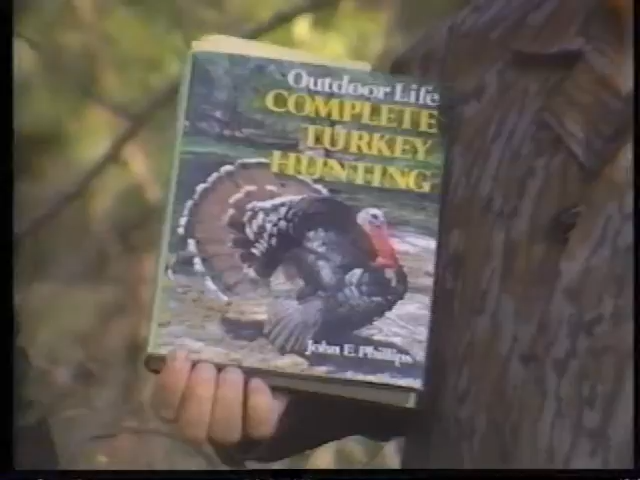 Outdoor Life
COMPLETE
TURKEY
HUNTING
John E. Phillips